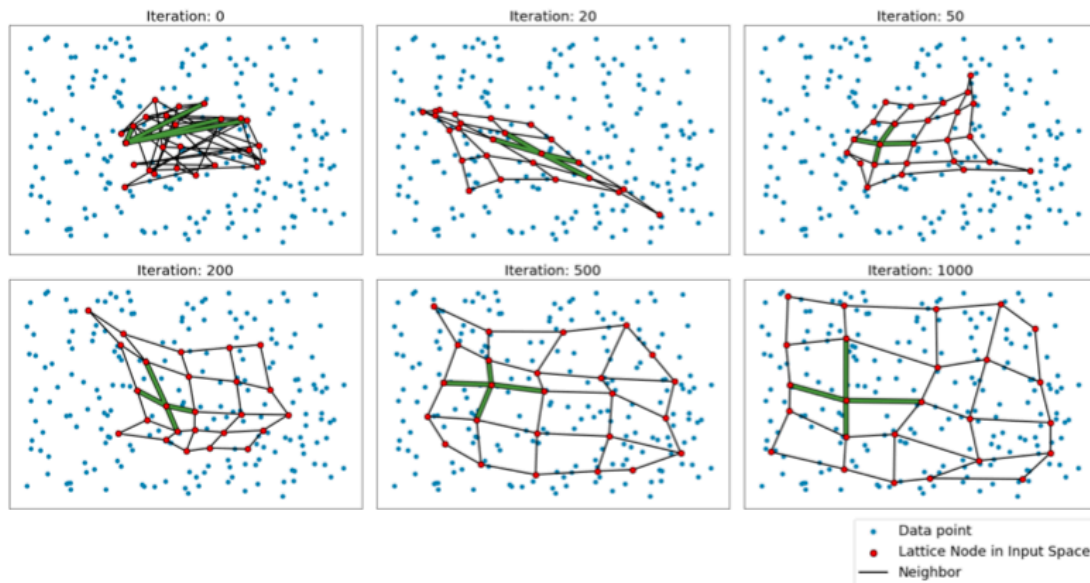 Iteration: 0
Iteration: 20
Iteration: 50
Iteration: 200
Iteration: 500
Iteration: 1000
Data point
Lattice Node in Input Space
Neighbor